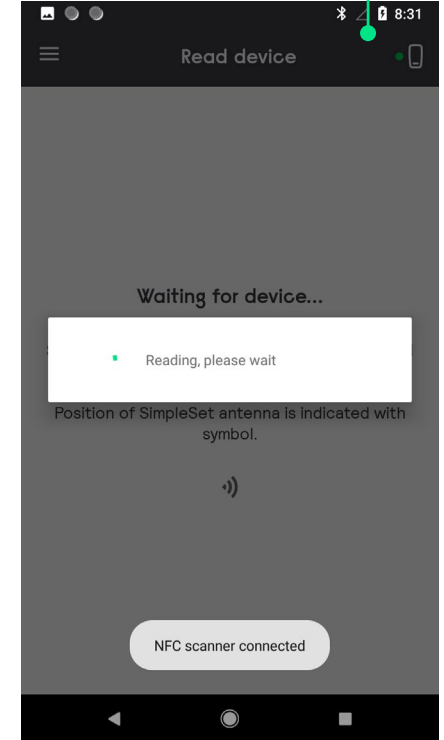 8:31
Read device
Waiting for device...
Reading, please wait
Position of SimpleSet antenna is indicated with
symbol.
NFC scanner connected